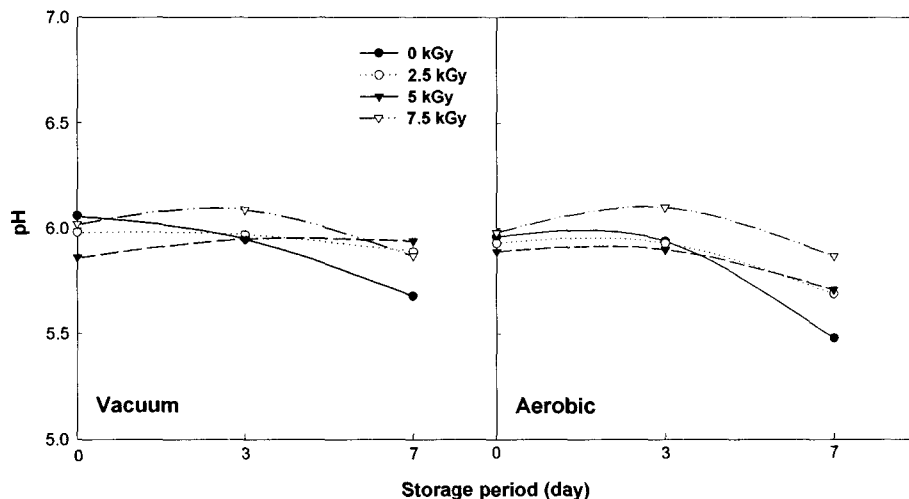 7.0
6.5
6.0
5.5
5.0
pH
0 kGy
2.5 kGy
5 kGy
7.5 kGy
Vacuum
Aerobic
0
3
7
0
3
7
Storage period (day)